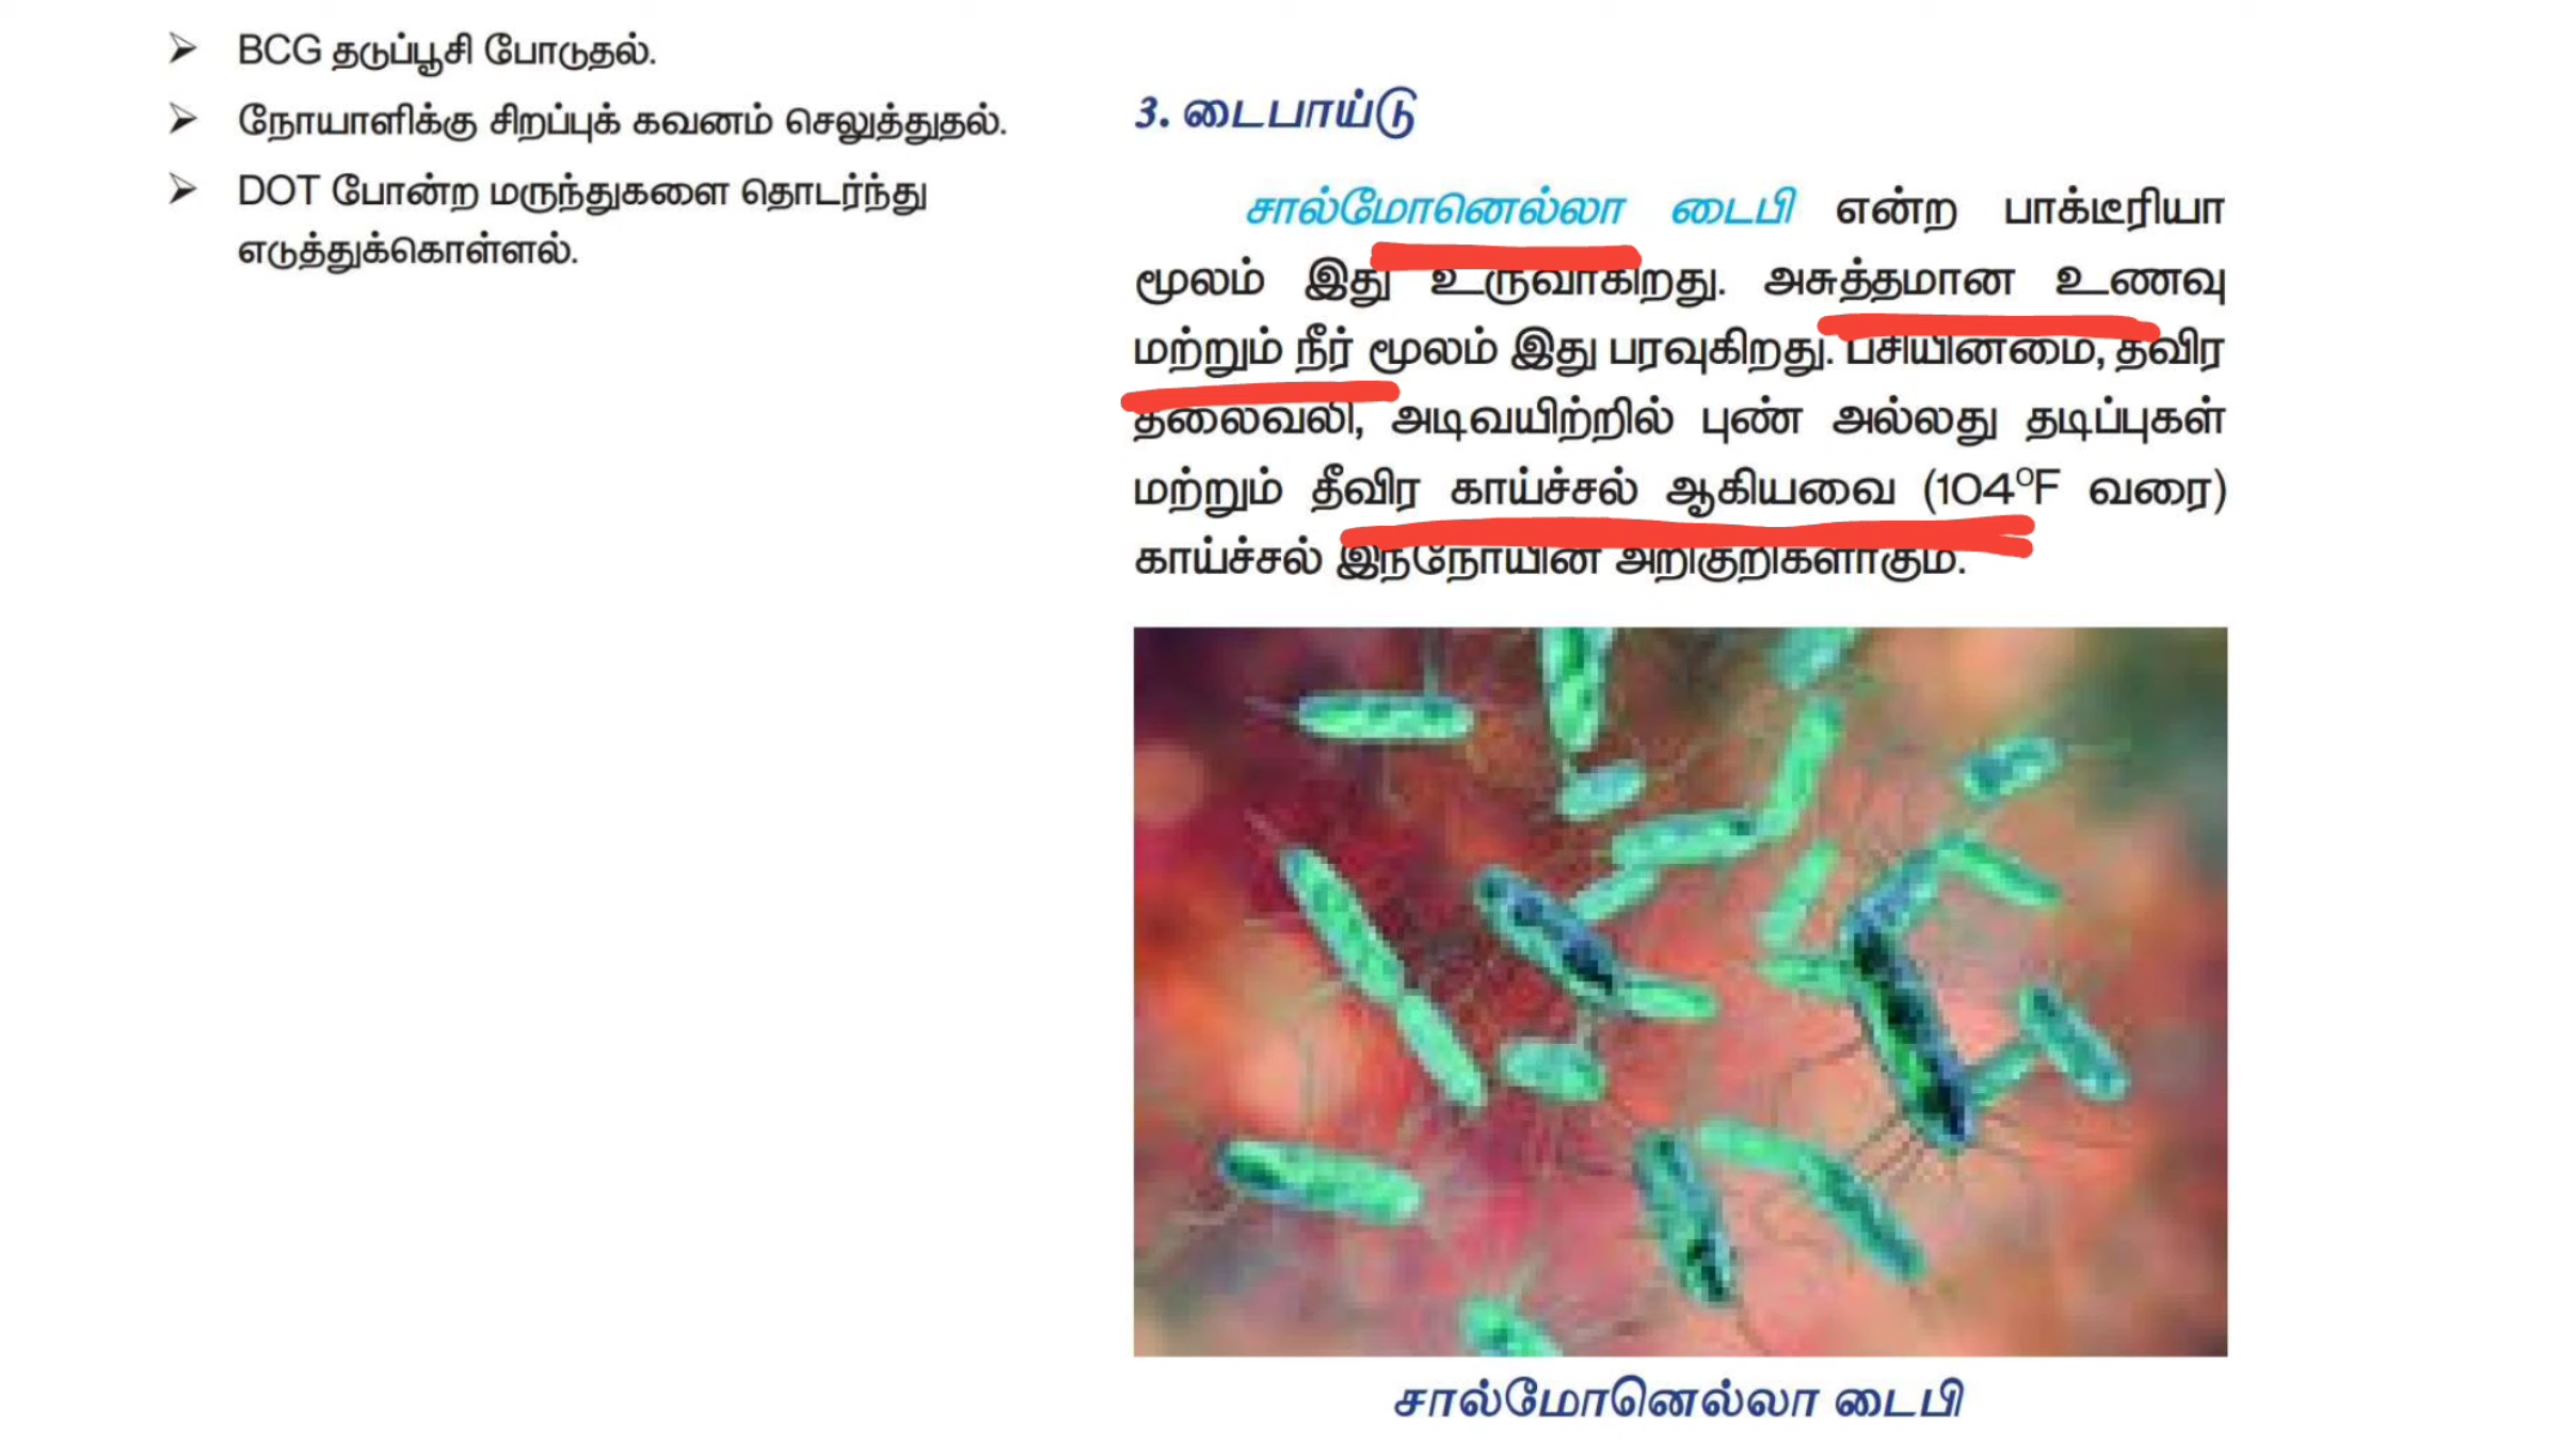 ➢ BCG தடுப்பூசி போடுதல்.
➢ நோயாளிக்கு சிறப்புக் கவனம் செலுத்துதல்.
➢ DOT போன்ற மருந்துகளை தொடர்ந்து
எடுத்துக்கொள்ளல்.
3. டைபாய்டு
சால்மோனெல்லா டைபி என்ற பாக்டீரியா
மூலம் இது உருவாகிறது. அசுத்தமான உணவு
மற்றும் நீர் மூலம் இது பரவுகிறது. பசியின்மை, தீவிர
தலைவலி, அடிவயிற்றில் புண் அல்லது தடிப்புகள்
மற்றும் தீவிர காய்ச்சல் ஆகியவை (104°F வரை)
காய்ச்சல் இந்நோயின் அறிகுறிகளாகும்.
சால்மோனெல்லா டைபி